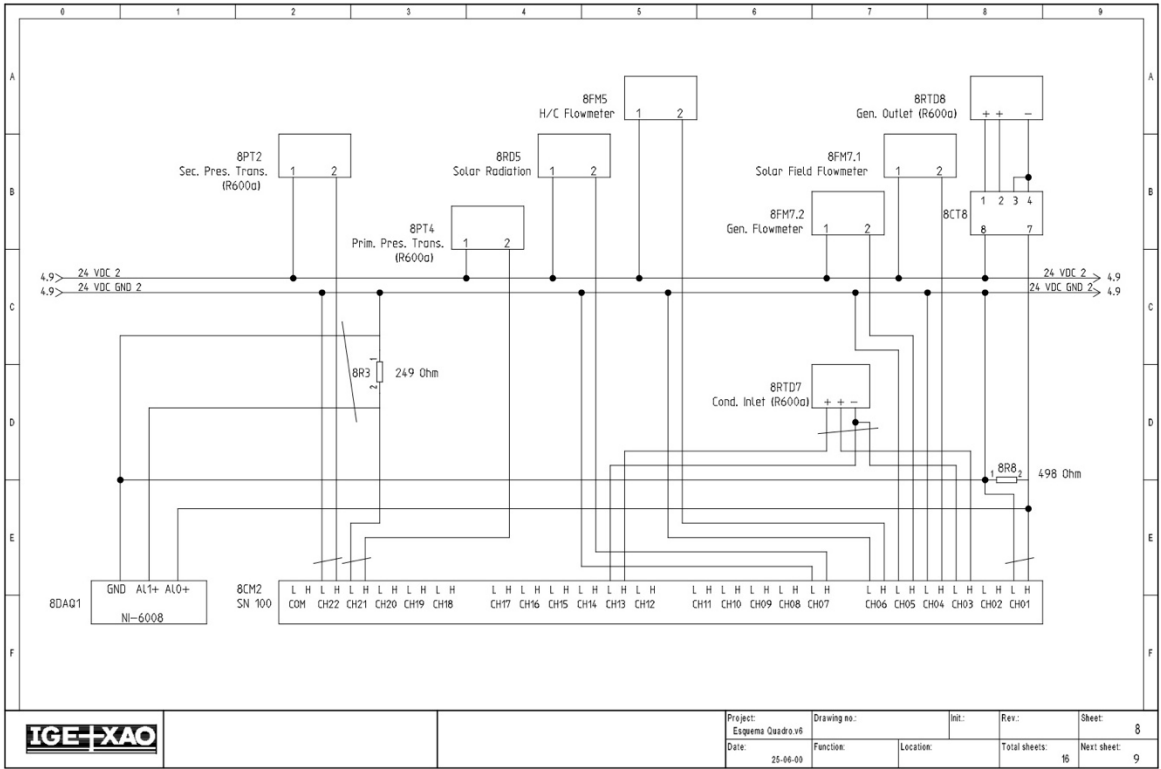 0 1 2 3 4 5 6 7 8 9
A A
8FM5
H/C Flowmeter
1 2
8RTD8
Gen. Outlet (R600a)
+ + -
8PT2
Sec. Pres. Trans.
(R600a)
1 2
8RD5
Solar Radiation
1 2
8FM7.1
Solar Field Flowmeter
1 2
B B
8PT4
Prim. Pres. Trans.
(R600a)
1 2
8FM7.2
Gen. Flowmeter
1 2
8CT8
1 2 3 4
8 7
4.9 24 VDC 2 24 VDC 2 4.9
4.9 24 VDC GND 2 24 VDC GND 2 4.9
C C
8R3
1
2
249 Ohm
8RTD7
Cond. Inlet (R600a)
+ + -
D D
8R8
1 2
498 Ohm
E E
8DAQ1
GND AL1+ AL0+
NI-6008
8CM2
SN 100
L H L H L H L H L H L H L H L H L H L H L H L H L H L H L H L H L H L H L H L H L H L H L H
COM CH22 CH21 CH20 CH19 CH18 CH17 CH16 CH15 CH14 CH13 CH12 CH11 CH10 CH09 CH08 CH07 CH06 CH05 CH04 CH03 CH02 CH01
F F
IGE+XAO
Project: Drawing no.: Init.: Rev.: Sheet:
Esquema Quadro.v6 8
Date: Function: Location: Total sheets: Next sheet:
25-06-00 16 9